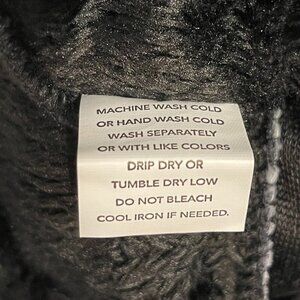 MACHINE WASH COLD
OR HAND WASH COLD
WASH SEPARATELY
OR WITH LIKE COLORS
DRIP DRY OR
TUMBLE DRY LOW
DO NOT BLEACH
COOL IRON IF NEEDED.